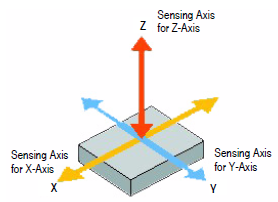 Z
Sensing Axis
for Z-Axis
Sensing Axis
for X-Axis
X
Sensing Axis
for Y-Axis
Y